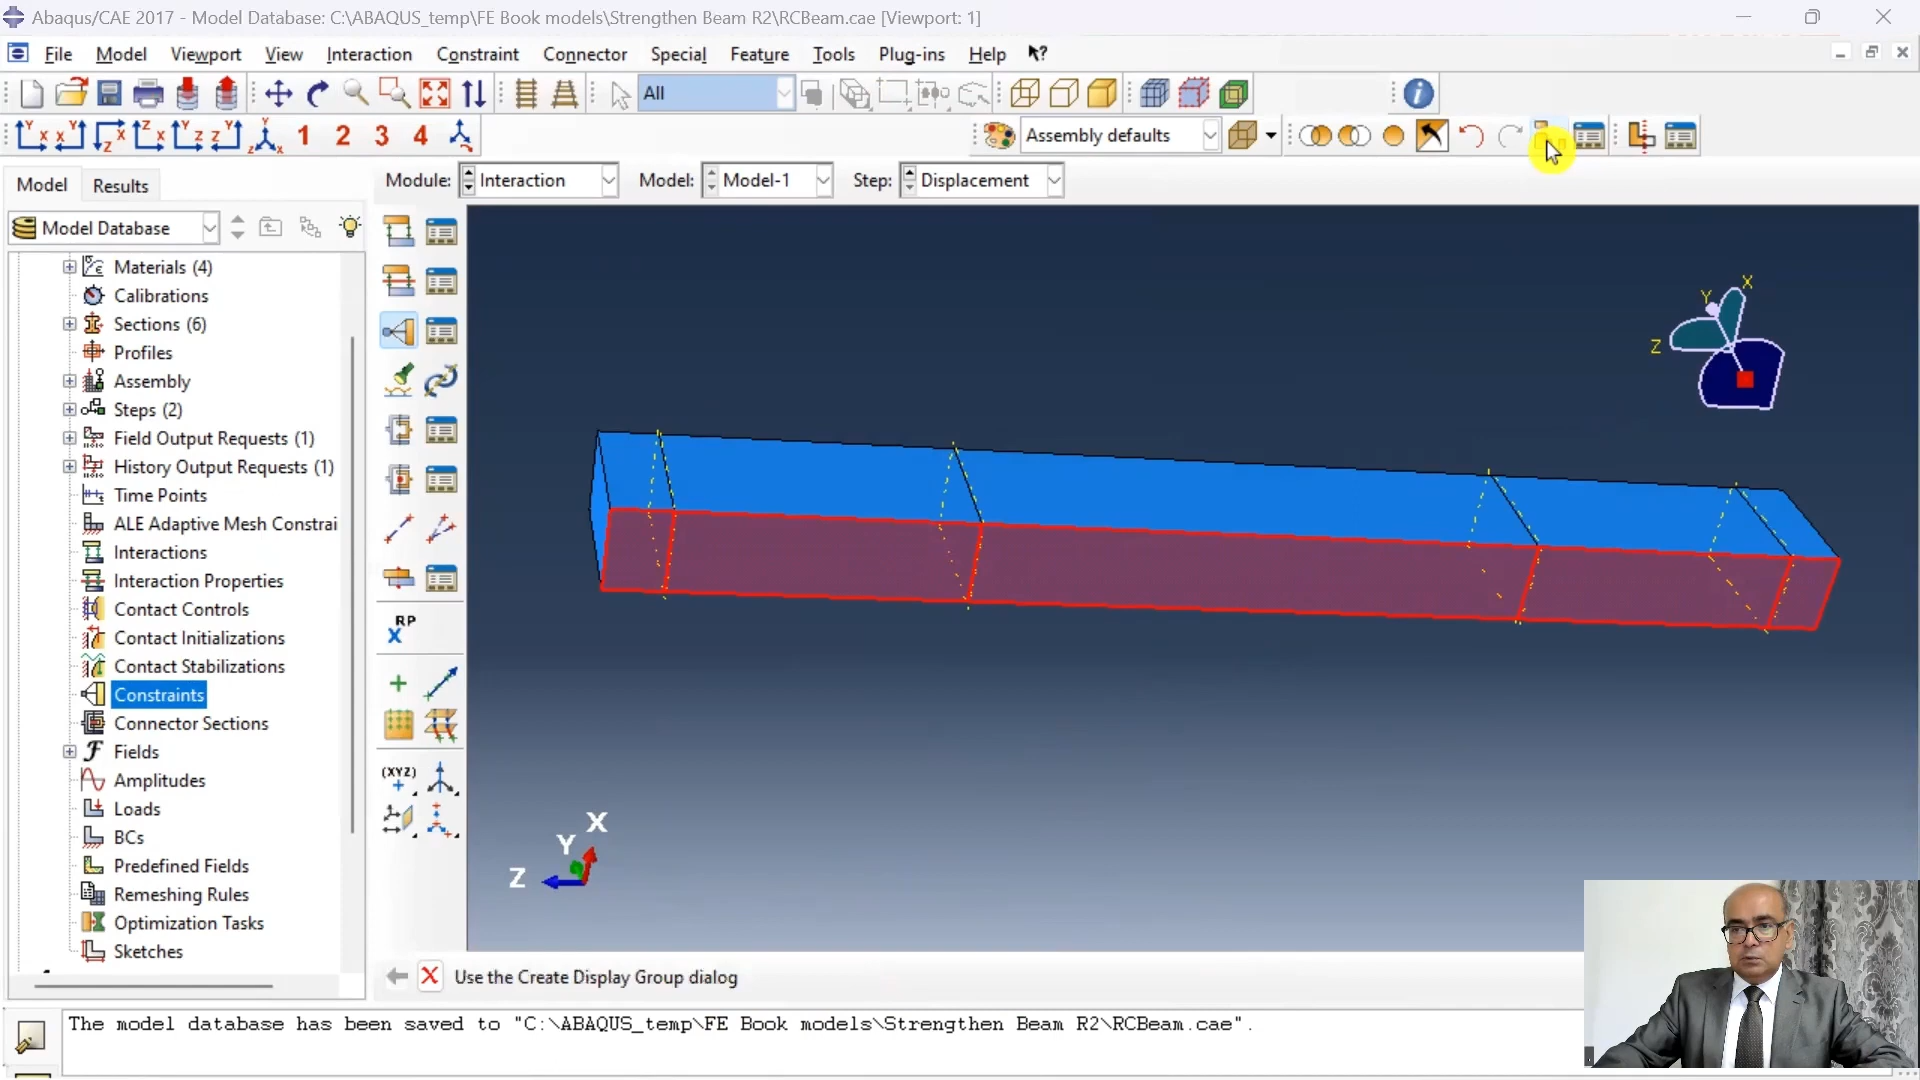 Abaqus/CAE 2017 - Model Database: C:\ABAQUS_temp\FE Book models\Strengthen Beam R2\RCBeam.cae [Viewport: 1]
File Model Viewport View Interaction Constraint Connector Special Feature Tools Plug-ins Help
All
1 2 3 4
Assembly defaults
Model Results
Module: Interaction Model: Model-1 Step: Displacement
Model Database
Materials (4)
Calibrations
Sections (6)
Profiles
Assembly
Steps (2)
Field Output Requests (1)
History Output Requests (1)
Time Points
ALE Adaptive Mesh Constrai
Interactions
Interaction Properties
Contact Controls
Contact Initializations
Contact Stabilizations
Constraints
Connector Sections
Fields
Amplitudes
Loads
BCs
Predefined Fields
Remeshing Rules
Optimization Tasks
Sketches
RP
(XYZ)
X
Y
Z
X
Y
Z
Use the Create Display Group dialog
The model database has been saved to "C:\ABAQUS_temp\FE Book models\Strengthen Beam R2\RCBeam.cae".